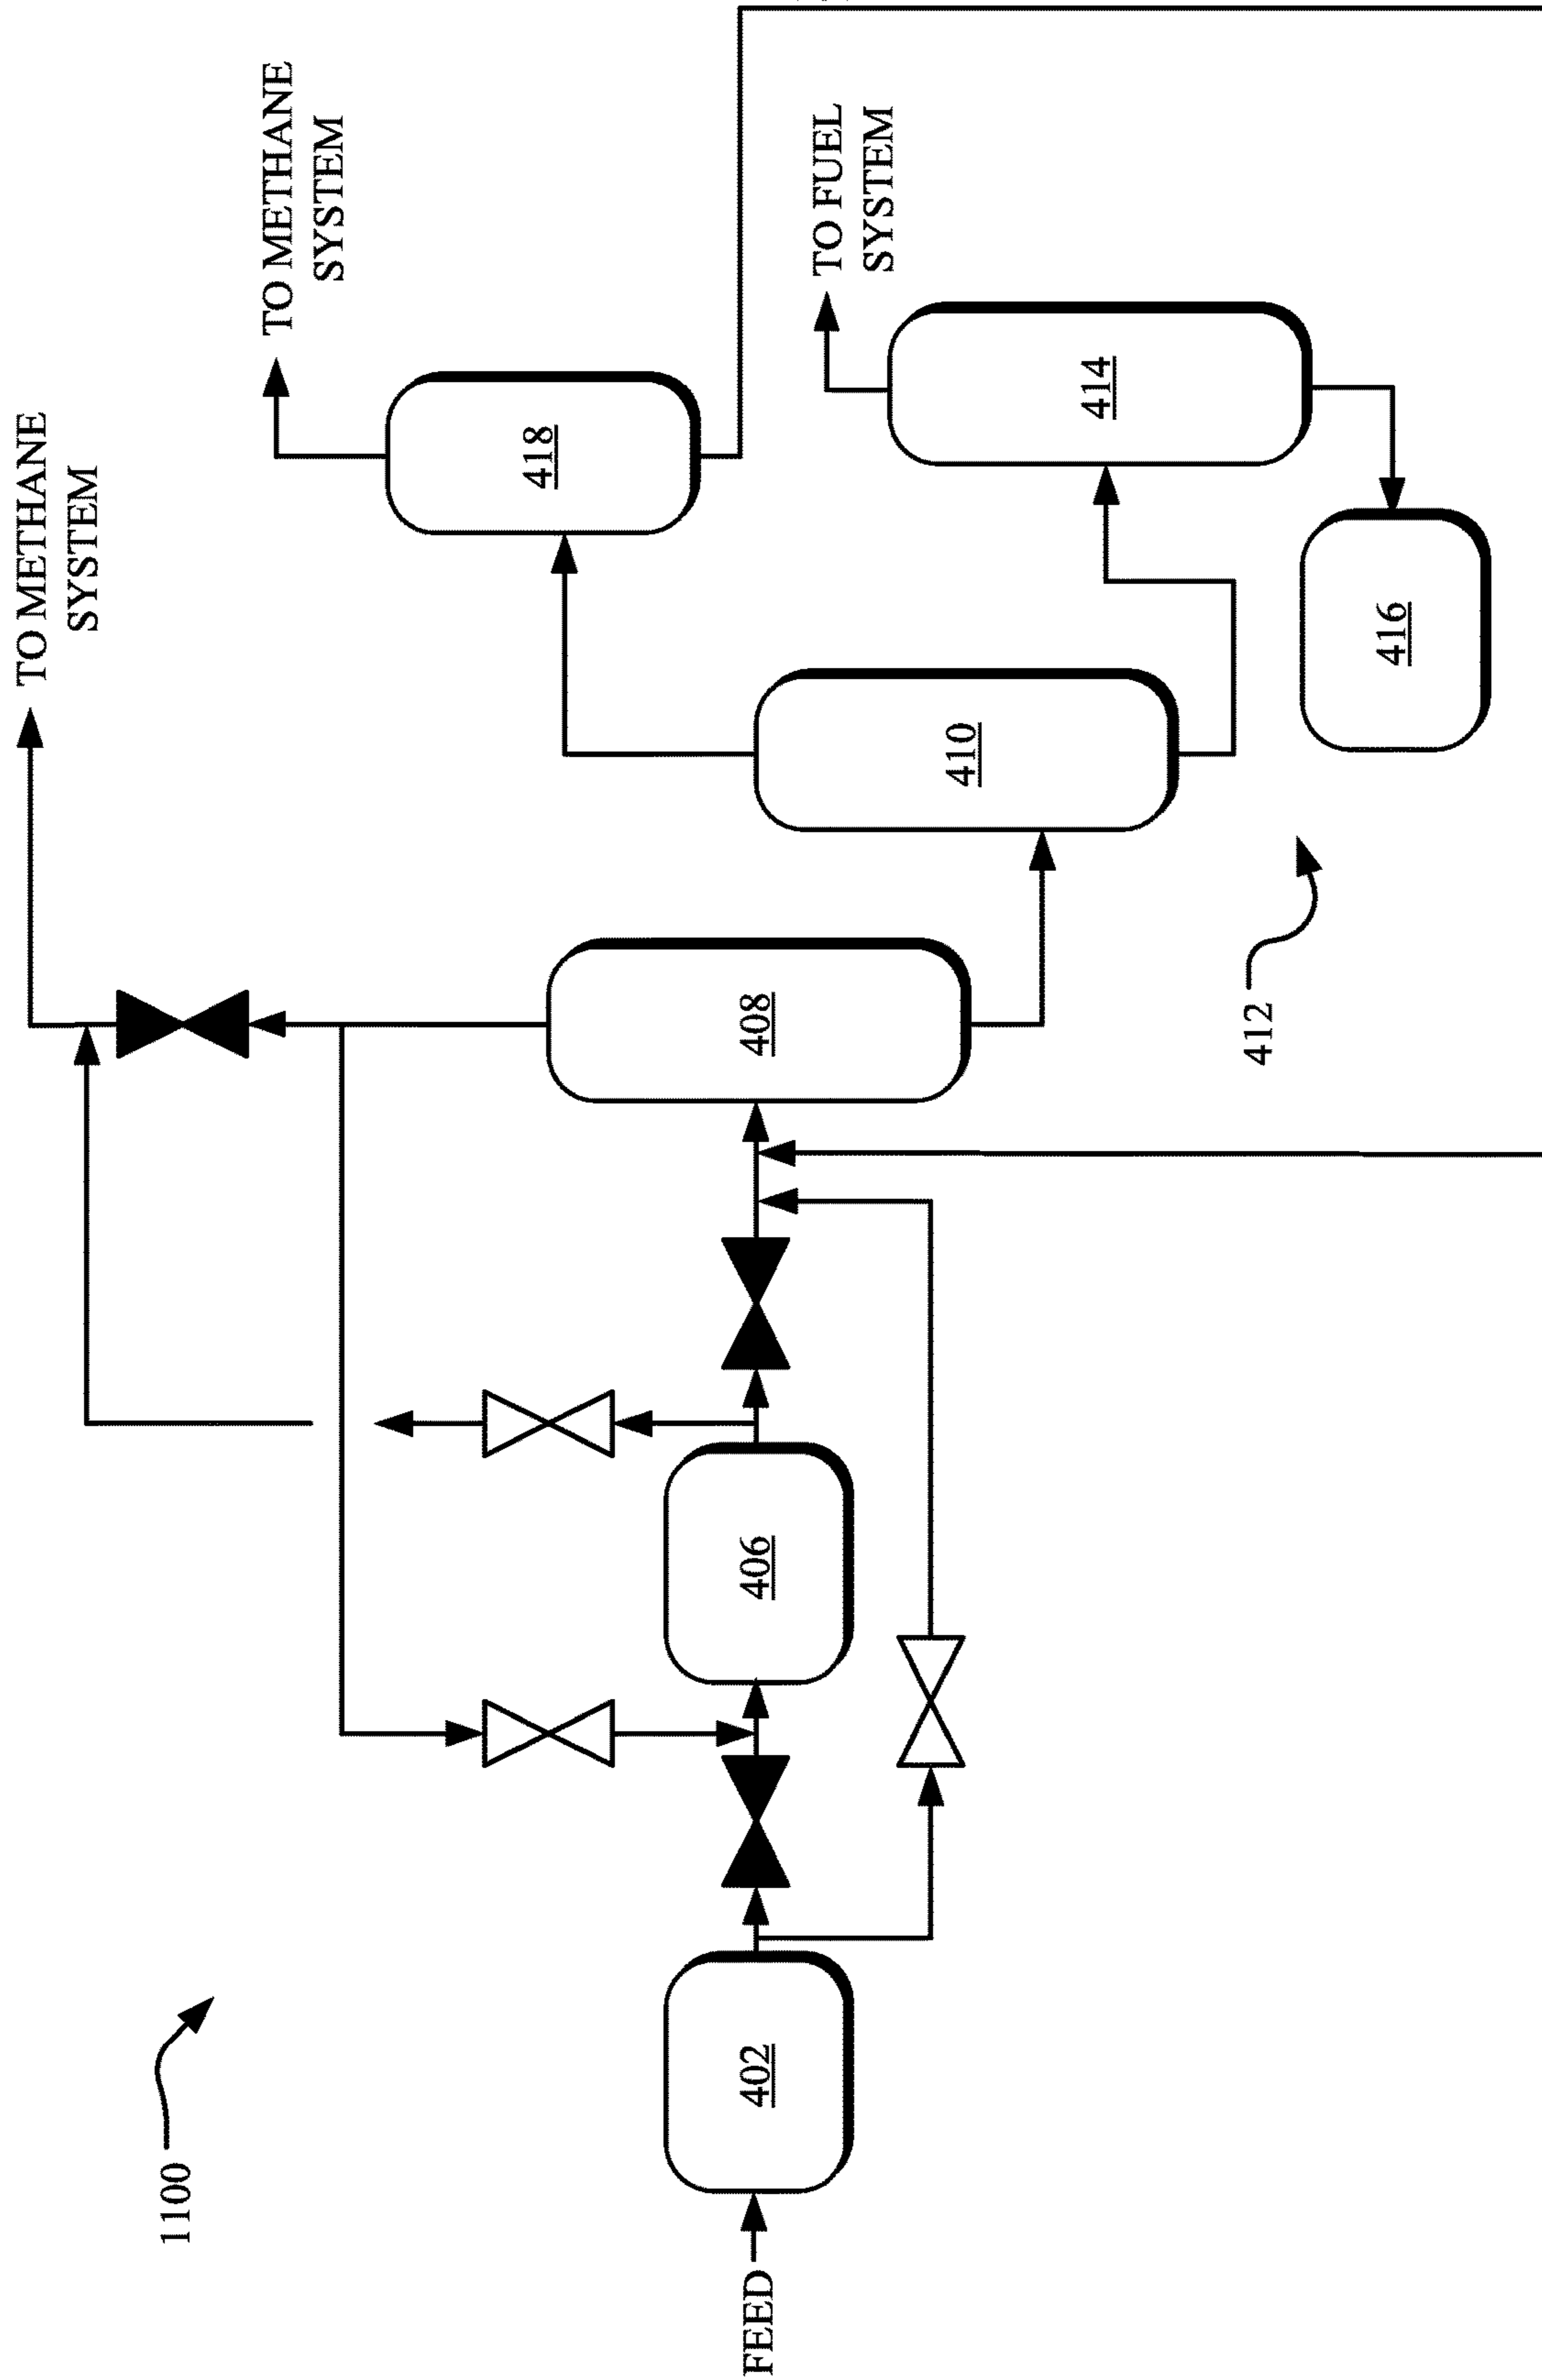 1100
TO METHANE
SYSTEM
TO METHANE
SYSTEM
418
TO FUEL
SYSTEM
FEED
402
406
408
410
414
412
416